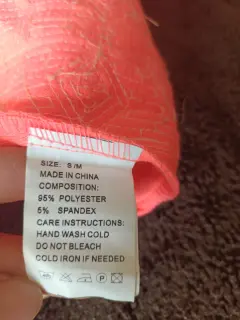 SIZE: S/M
MADE IN CHINA
COMPOSITION:
95% POLYESTER
5% SPANDEX
CARE INSTRUCTIONS:
HAND WASH COLD
DO NOT BLEACH
COLD IRON IF NEEDED